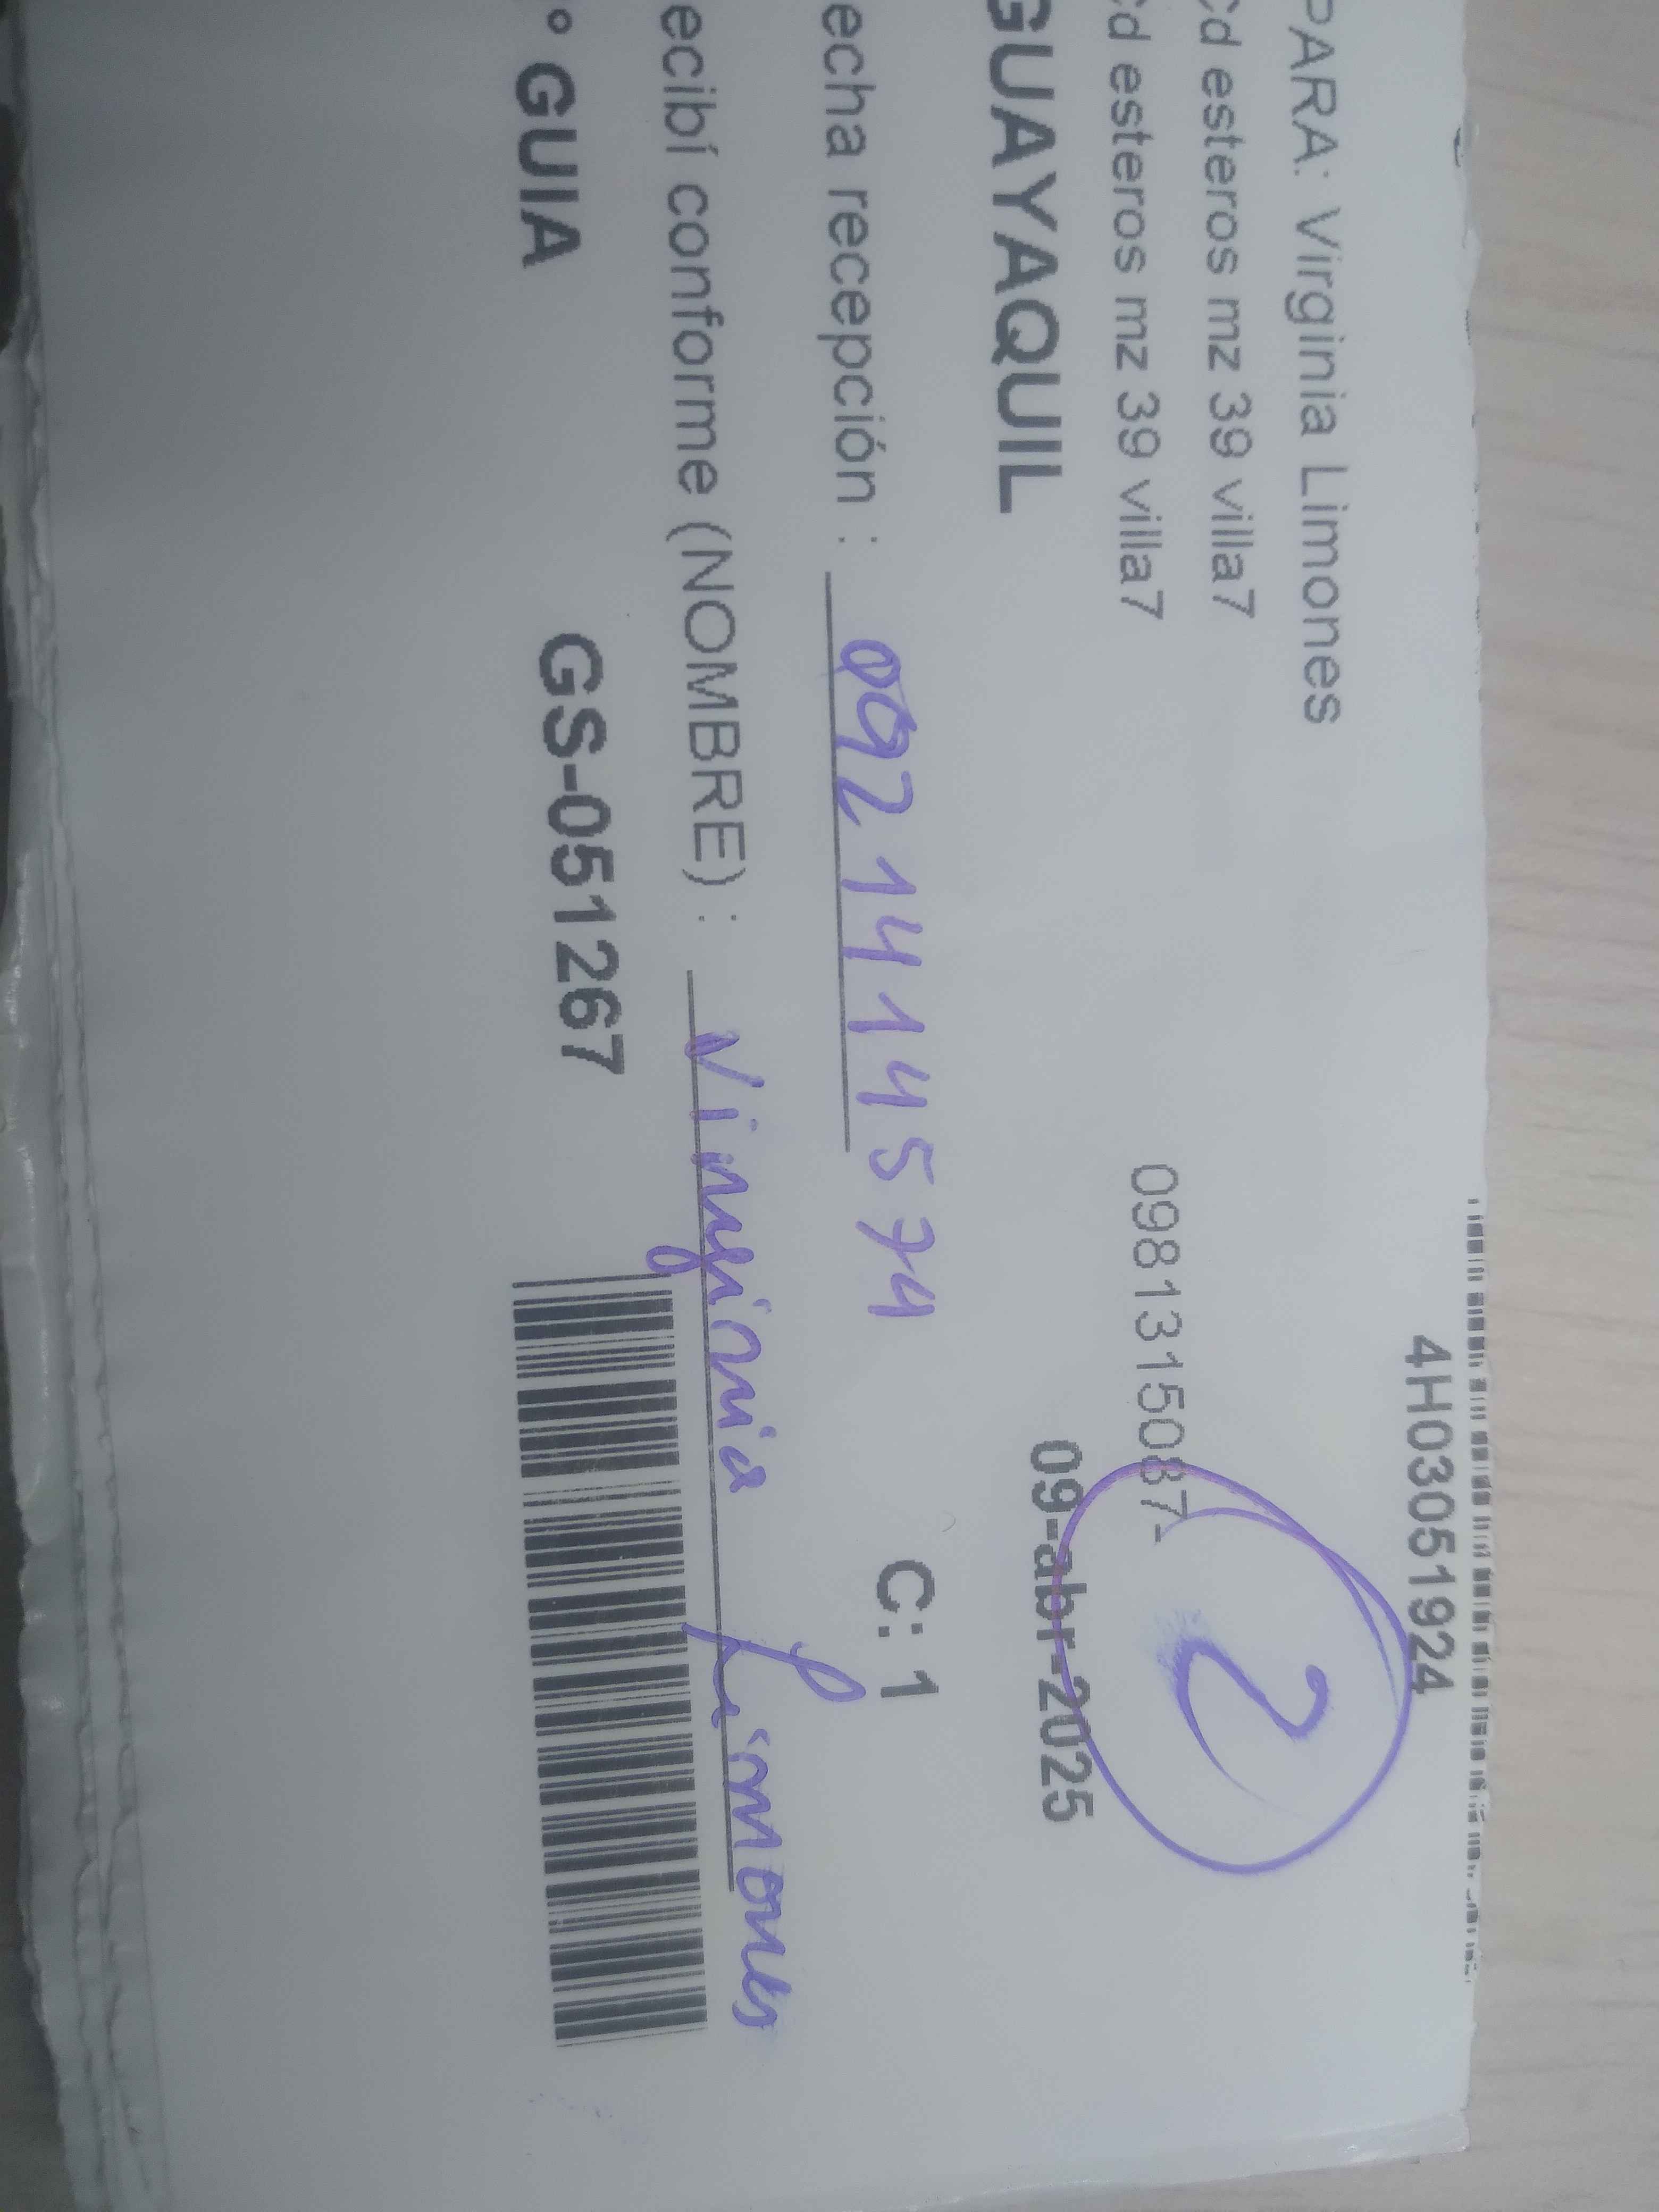 4H03051924
PARA: Virginia Limones
Cd esteros mz 39 villa7
Cd esteros mz 39 villa7 0981315087-
2
GUAYAQUIL 09-abr-2025
echa recepción : 09214414574
C: 1
ecibí conforme (NOMBRE) : Virginia Limones
° GUIA GS-051267